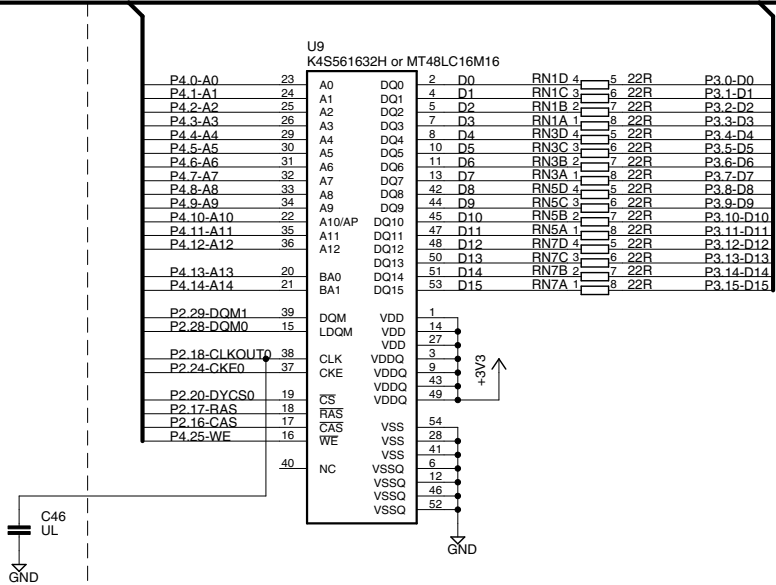 U9
K4S561632H or MT48LC16M16
P4.0-A0 23 A0 DQ0 2 D0 RN1D 4 5 22R P3.0-D0
P4.1-A1 24 A1 DQ1 4 D1 RN1C 3 6 22R P3.1-D1
P4.2-A2 25 A2 DQ2 5 D2 RN1B 2 7 22R P3.2-D2
P4.3-A3 26 A3 DQ3 7 D3 RN1A 1 8 22R P3.3-D3
P4.4-A4 29 A4 DQ4 8 D4 RN3D 4 5 22R P3.4-D4
P4.5-A5 30 A5 DQ5 10 D5 RN3C 3 6 22R P3.5-D5
P4.6-A6 31 A6 DQ6 11 D6 RN3B 2 7 22R P3.6-D6
P4.7-A7 32 A7 DQ7 13 D7 RN3A 1 8 22R P3.7-D7
P4.8-A8 33 A8 DQ8 42 D8 RN5D 4 5 22R P3.8-D8
P4.9-A9 34 A9 DQ9 44 D9 RN5C 3 6 22R P3.9-D9
P4.10-A10 22 A10/AP DQ10 45 D10 RN5B 2 7 22R P3.10-D10
P4.11-A11 35 A11 DQ11 47 D11 RN5A 1 8 22R P3.11-D11
P4.12-A12 36 A12 DQ12 48 D12 RN7D 4 5 22R P3.12-D12
DQ13 50 D13 RN7C 3 6 22R P3.13-D13
P4.13-A13 20 BA0 DQ14 51 D14 RN7B 2 7 22R P3.14-D14
P4.14-A14 21 BA1 DQ15 53 D15 RN7A 1 8 22R P3.15-D15
P2.29-DQM1 39 DQM VDD 1
P2.28-DQM0 15 LDQM VDD 14
VDD 27
P2.18-CLKOUT0 38 CLK VDDQ 3
P2.24-CKE0 37 CKE VDDQ 9
VDDQ 43
P2.20-DYCS0 19 CS VDDQ 49
+3V3
P2.17-RAS 18 RAS
P2.16-CAS 17 CAS VSS 54
P4.25-WE 16 WE VSS 28
VSS 41
40 NC VSSQ 6
VSSQ 12
VSSQ 46
VSSQ 52
C46
UL
GND
GND